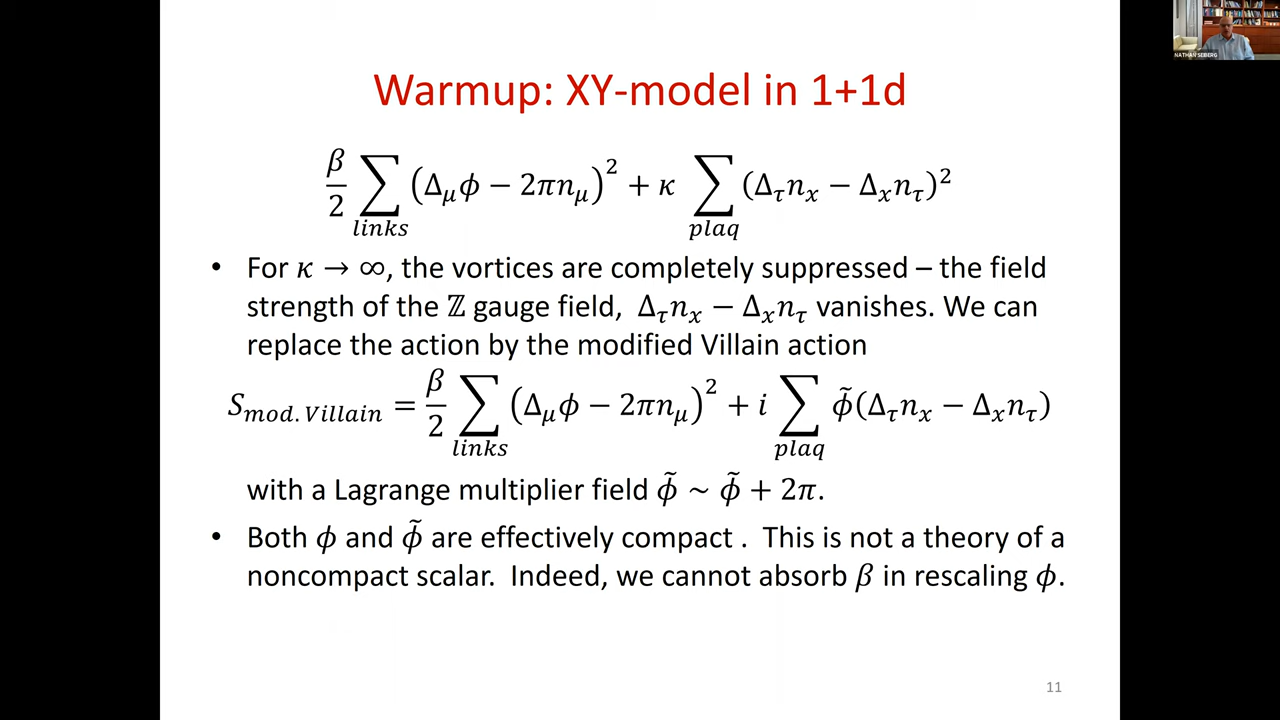 NATHAN SEIBERG
Warmup: XY-model in 1+1d
β/2 ∑_{links} (Δ_μϕ − 2πn_μ)² + κ ∑_{plaq} (Δ_τn_x − Δ_xn_τ)²
• For κ → ∞, the vortices are completely suppressed – the field
strength of the ℤ gauge field, Δ_τn_x − Δ_xn_τ vanishes. We can
replace the action by the modified Villain action
S_{mod.Villain} = β/2 ∑_{links} (Δ_μϕ − 2πn_μ)² + i ∑_{plaq} ϕ̃(Δ_τn_x − Δ_xn_τ)
with a Lagrange multiplier field ϕ̃ ~ ϕ̃ + 2π.
• Both ϕ and ϕ̃ are effectively compact . This is not a theory of a
noncompact scalar. Indeed, we cannot absorb β in rescaling ϕ.
11